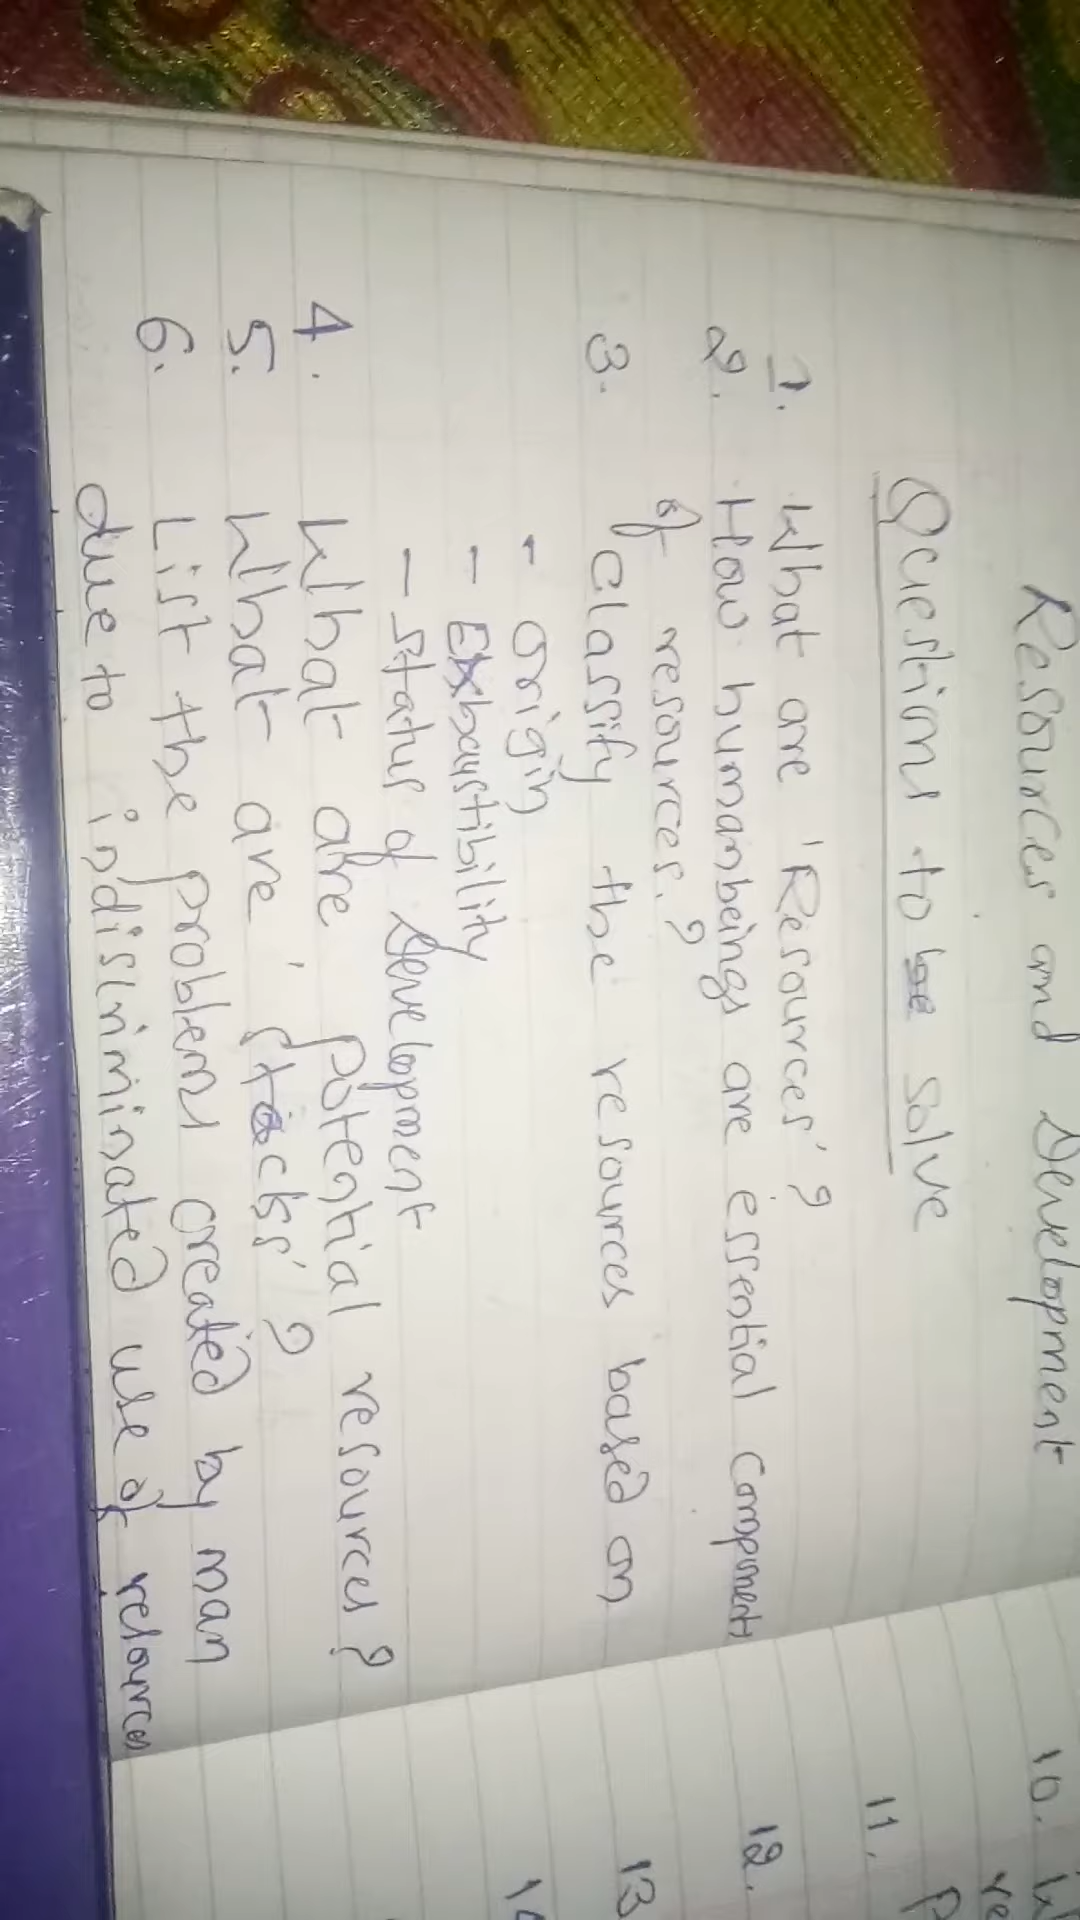 Resources and Development
Questions to be solve
1. What are 'Resources'?
2. How humanbeings are essential components
of resources.?
3. Classify the resources based on
- Origin
- Exhaustibility
- Status of Development
4. What are Potential resources?
5. What are 'Stocks'?
6. List the problems created by man
due to indiscriminated use of resources
10.
re
11. P
12.
13